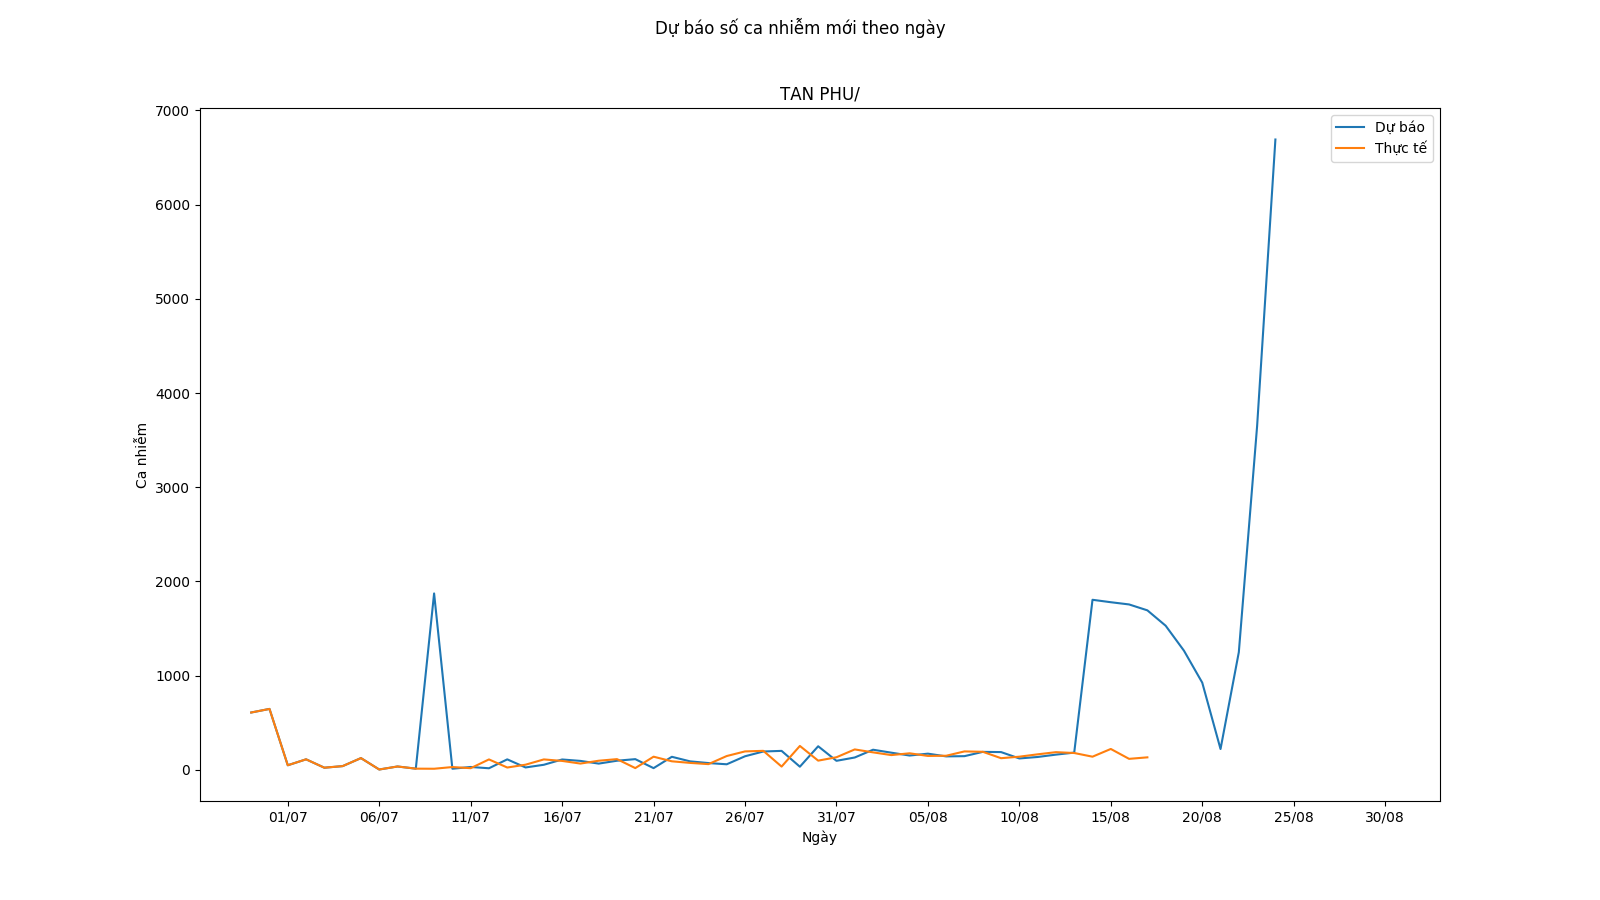 Dự báo số ca nhiễm mới theo ngày
TAN PHU/
Dự báo
Thực tế
Ca nhiễm
7000
6000
5000
4000
3000
2000
1000
0
01/07 06/07 11/07 16/07 21/07 26/07 31/07 05/08 10/08 15/08 20/08 25/08 30/08
Ngày